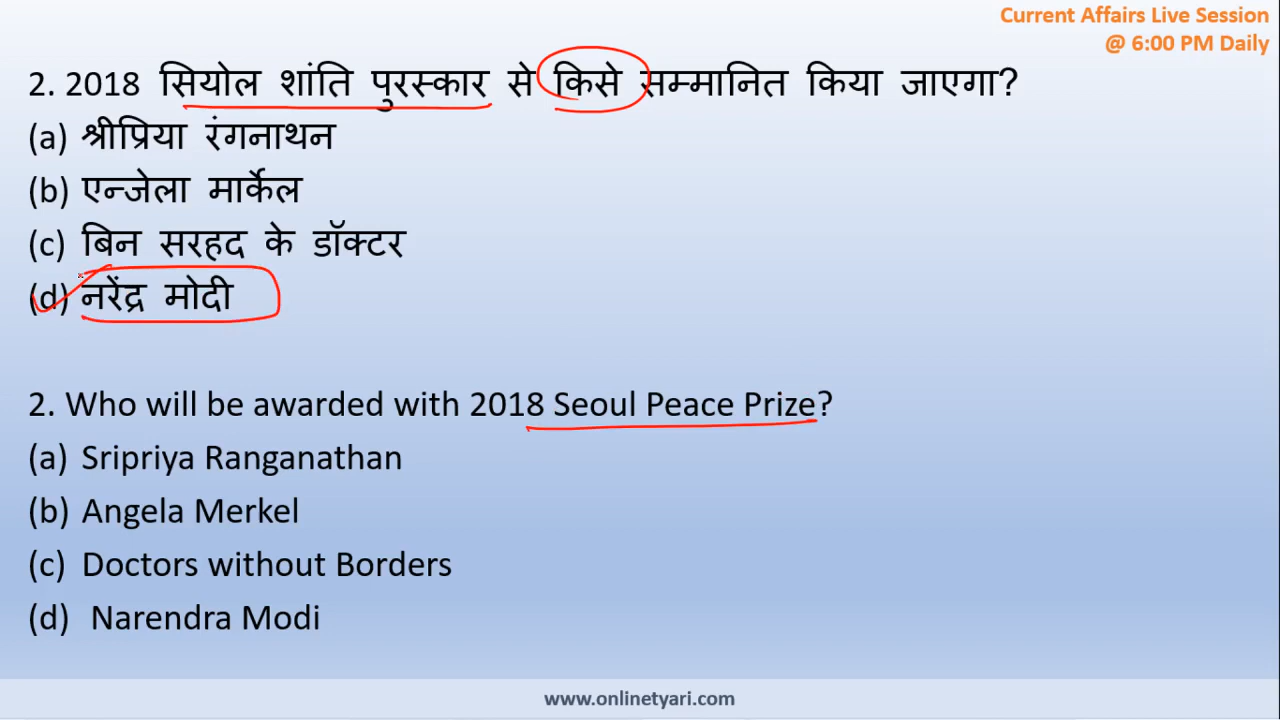 Current Affairs Live Session
@ 6:00 PM Daily
2. 2018 सियोल शांति पुरस्कार से किसे सम्मानित किया जाएगा?
(a) श्रीप्रिया रंगनाथन
(b) एन्जेला मार्केल
(c) बिन सरहद के डॉक्टर
(d) नरेंद्र मोदी
2. Who will be awarded with 2018 Seoul Peace Prize?
(a) Sripriya Ranganathan
(b) Angela Merkel
(c) Doctors without Borders
(d) Narendra Modi
www.onlinetyari.com